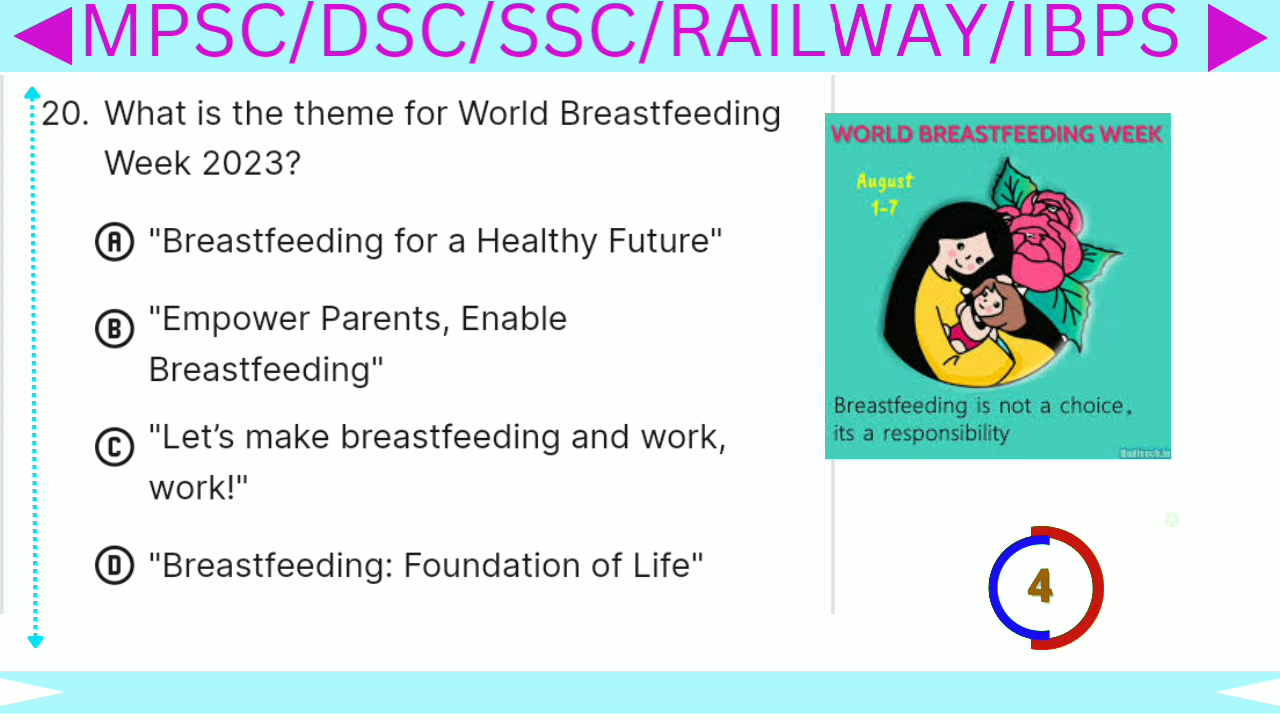 MPSC/DSC/SSC/RAILWAY/IBPS
20. What is the theme for World Breastfeeding
Week 2023?
A "Breastfeeding for a Healthy Future"
B "Empower Parents, Enable
Breastfeeding"
C "Let’s make breastfeeding and work,
work!"
D "Breastfeeding: Foundation of Life"
WORLD BREASTFEEDING WEEK
August
1-7
Breastfeeding is not a choice,
its a responsibility
4